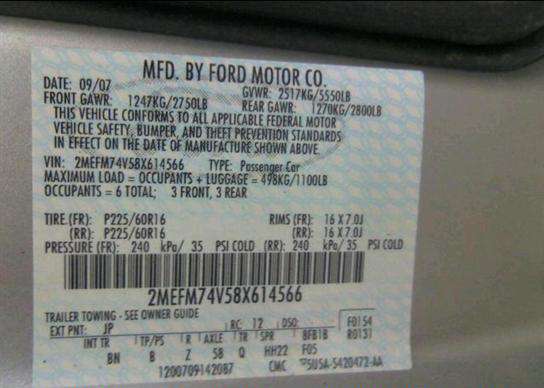 MFD. BY FORD MOTOR CO.
DATE: 09/07 GVWR: 2517KG/5550LB
FRONT GAWR: 1247KG/2750LB REAR GAWR: 1270KG/2800LB
THIS VEHICLE CONFORMS TO ALL APPLICABLE FEDERAL MOTOR
VEHICLE SAFETY, BUMPER, AND THEFT PREVENTION STANDARDS
IN EFFECT ON THE DATE OF MANUFACTURE SHOWN ABOVE.
VIN: 2MEFM74V58X614566 TYPE: Passenger Car
MAXIMUM LOAD = OCCUPANTS + LUGGAGE = 498KG/1100LB
OCCUPANTS = 6 TOTAL; 3 FRONT, 3 REAR
TIRE(FR): P225/60R16 RIMS (FR): 16 X 7.0J
(RR): P225/60R16 (RR): 16 X 7.0J
PRESSURE (FR): 240 kPa/ 35 PSI COLD (RR): 240 kPa/ 35 PSI COLD
2MEFM74V58X614566
TRAILER TOWING - SEE OWNER GUIDE
EXT PNT: JP RC: 12 DSO: F0154
INT TR TP/PS R AXLE TR SPR BFB18 R0131
BN B Z 58 Q HH22 F05
1200709142087 CMC 5U5A-5420472-AA